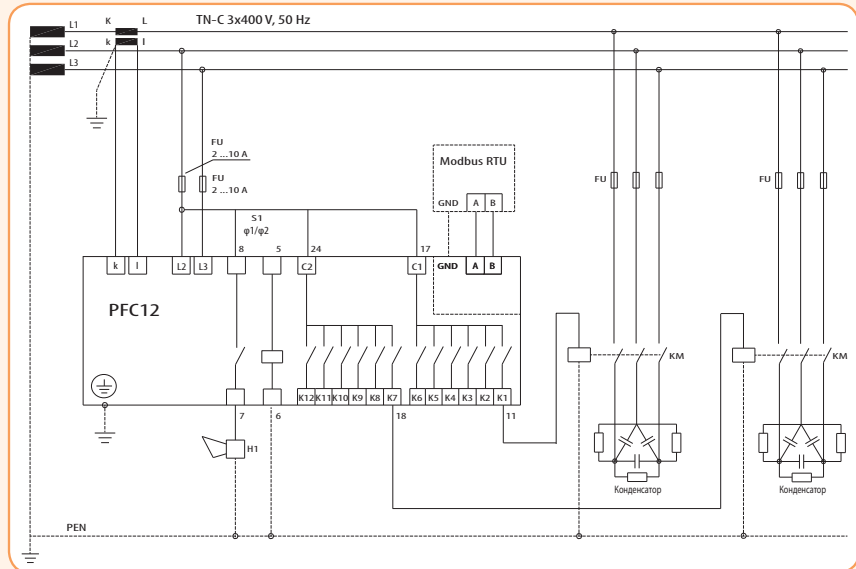 TN-C 3x400 V, 50 Hz
L1 K L
L2 k l
L3
FU
2 ...10 A
FU
2 ...10 A
Modbus RTU
GND A B
FU
FU
S1
φ1/φ2
8 5 24 17
k l L2 L3 C2 C1 GND A B
PFC12
KM
KM
K12 K11 K10 K9 K8 K7 K6 K5 K4 K3 K2 K1
7 6 18 11
H1
Конденсатор
Конденсатор
PEN